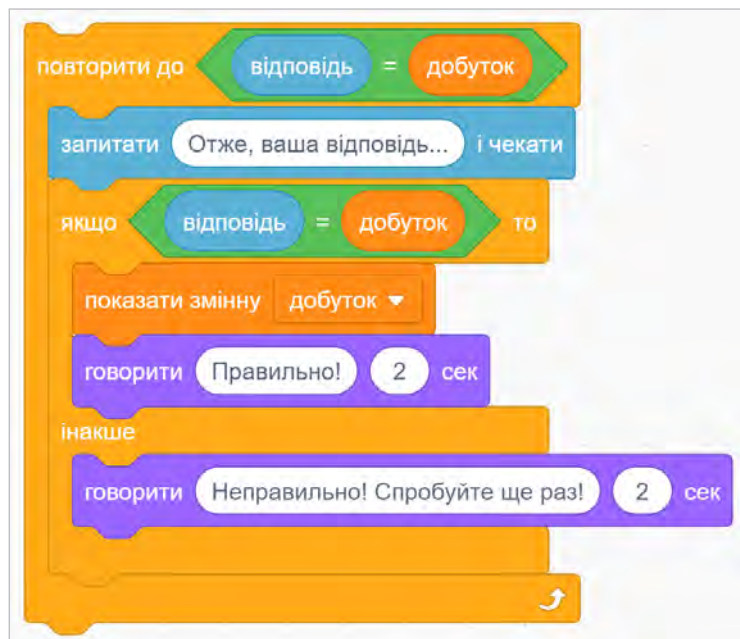 повторити до відповідь = добуток
запитати Отже, ваша відповідь... і чекати
якщо відповідь = добуток то
показати змінну добуток
говорити Правильно! 2 сек
інакше
говорити Неправильно! Спробуйте ще раз! 2 сек